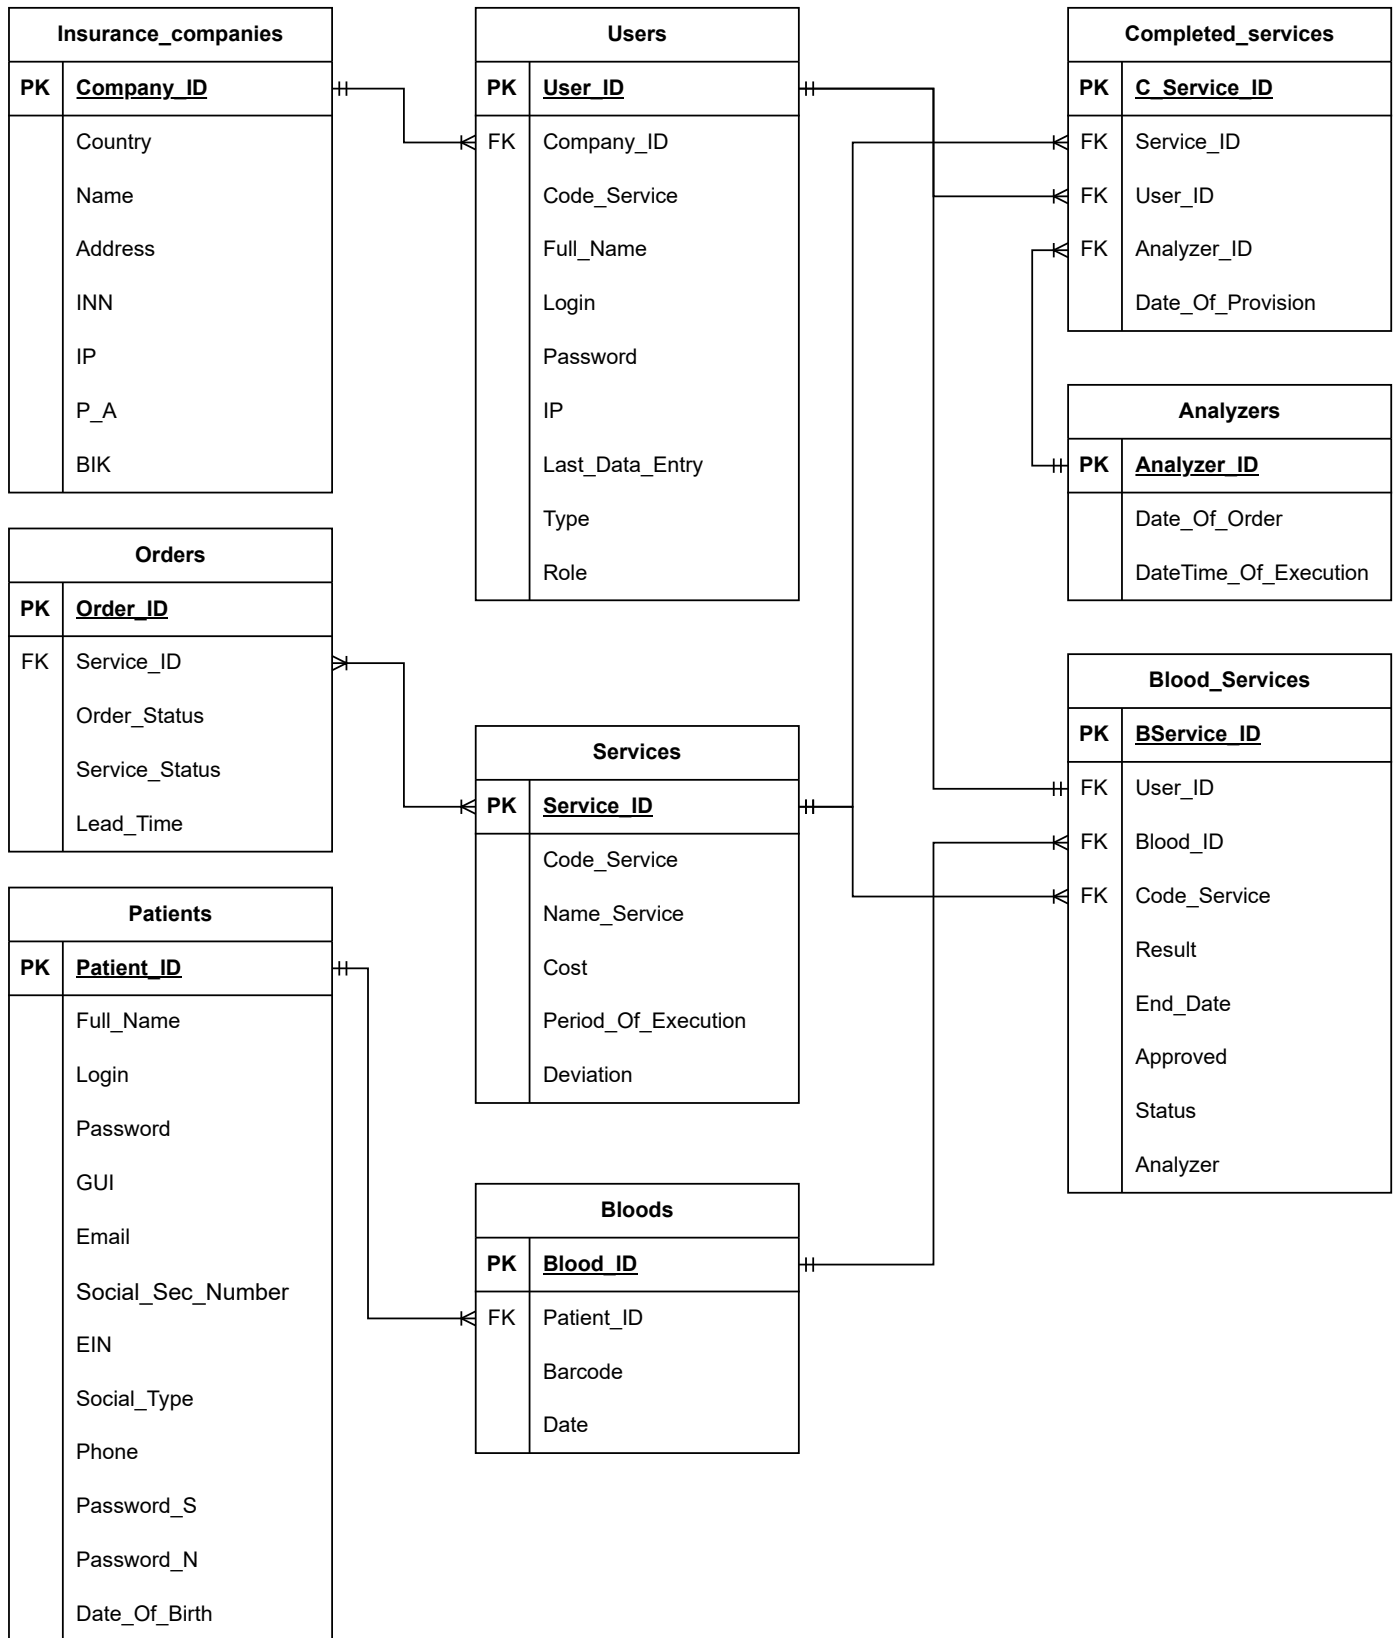 Insurance_companies
PK Company_ID
Country
Name
Address
INN
IP
P_A
BIK
Users
PK User_ID
FK Company_ID
Code_Service
Full_Name
Login
Password
IP
Last_Data_Entry
Type
Role
Completed_services
PK C_Service_ID
FK Service_ID
FK User_ID
FK Analyzer_ID
Date_Of_Provision
Analyzers
PK Analyzer_ID
Date_Of_Order
DateTime_Of_Execution
Orders
PK Order_ID
FK Service_ID
Order_Status
Service_Status
Lead_Time
Services
PK Service_ID
Code_Service
Name_Service
Cost
Period_Of_Execution
Deviation
Blood_Services
PK BService_ID
FK User_ID
FK Blood_ID
FK Code_Service
Result
End_Date
Approved
Status
Analyzer
Patients
PK Patient_ID
Full_Name
Login
Password
GUI
Email
Social_Sec_Number
EIN
Social_Type
Phone
Password_S
Password_N
Date_Of_Birth
Bloods
PK Blood_ID
FK Patient_ID
Barcode
Date